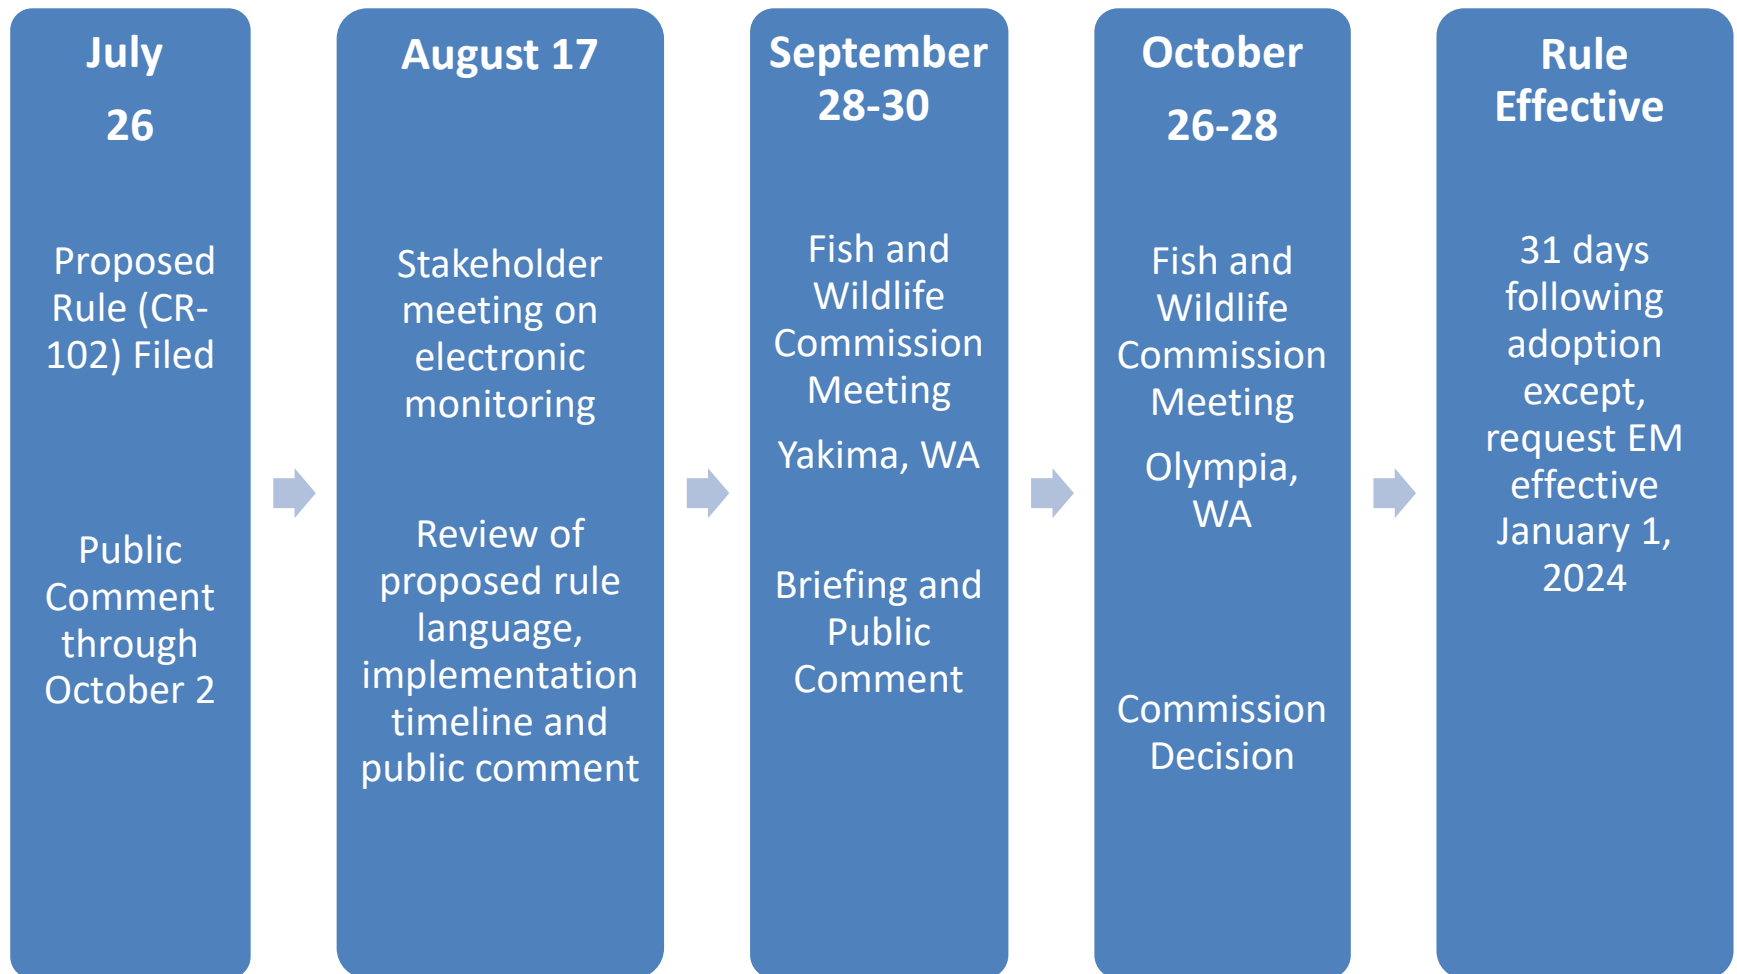 July
26
Proposed
Rule (CR-
102) Filed
Public
Comment
through
October 2
August 17
Stakeholder
meeting on
electronic
monitoring
Review of
proposed rule
language,
implementation
timeline and
public comment
September
28-30
Fish and
Wildlife
Commission
Meeting
Yakima, WA
Briefing and
Public
Comment
October
26-28
Fish and
Wildlife
Commission
Meeting
Olympia,
WA
Commission
Decision
Rule
Effective
31 days
following
adoption
except,
request EM
effective
January 1,
2024